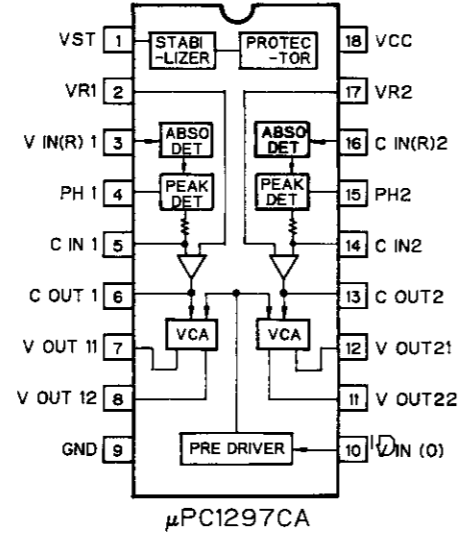 VST 1 STABI -LIZER PROTEC -TOR 18 VCC
VR1 2 17 VR2
V IN(R) 1 3 ABSO DET ABSO DET 16 C IN(R)2
PH 1 4 PEAK DET PEAK DET 15 PH2
C IN 1 5 14 C IN2
C OUT 1 6 13 C OUT2
V OUT 11 7 VCA VCA 12 V OUT21
V OUT 12 8 11 V OUT22
GND 9 PRE DRIVER 10 V IN (0)
μPC1297CA